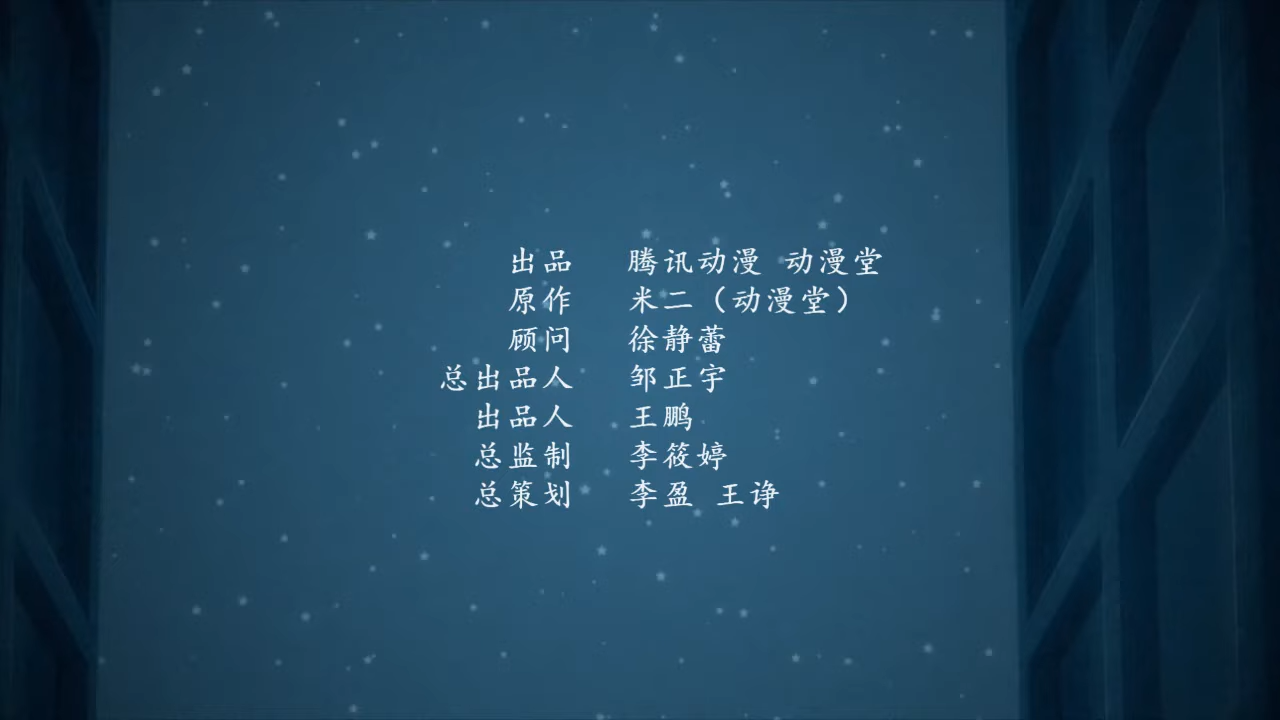 出品 腾讯动漫 动漫堂
原作 米二（动漫堂）
顾问 徐静蕾
总出品人 邹正宇
出品人 王鹏
总监制 李筱婷
总策划 李盈 王诤